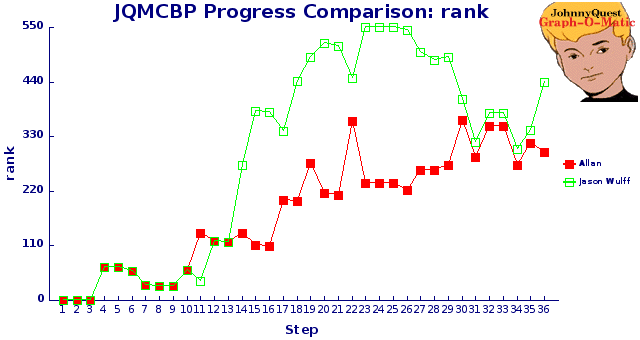 JQMCBP Progress Comparison: rank
JohnnyQuest
Graph-O-Matic
550
440
330
220
110
0
rank
1 2 3 4 5 6 7 8 9 10 11 12 13 14 15 16 17 18 19 20 21 22 23 24 25 26 27 28 29 30 31 32 33 34 35 36
Step
Allan
Jason Wulff